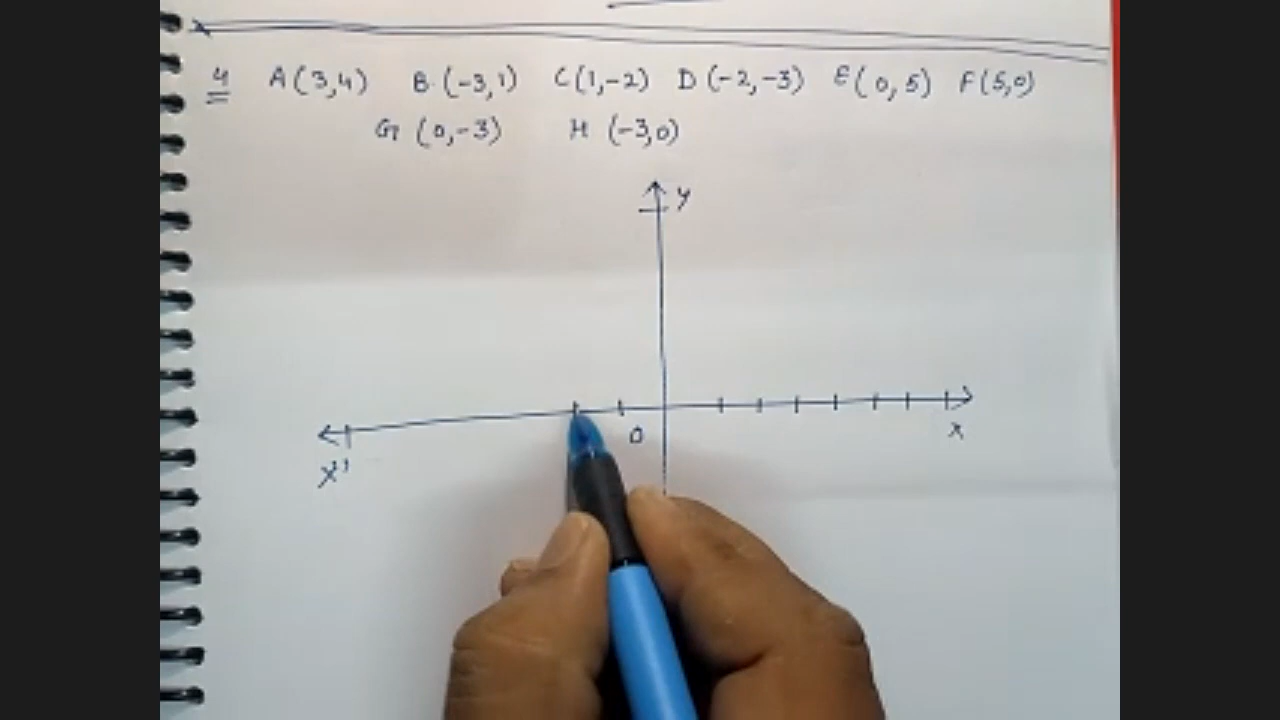 4 A(3,4) B.(-3,1) C(1,-2) D(-2,-3) E(0,5) F(5,0)
G(0,-3) H(-3,0)
y
0
x
x'